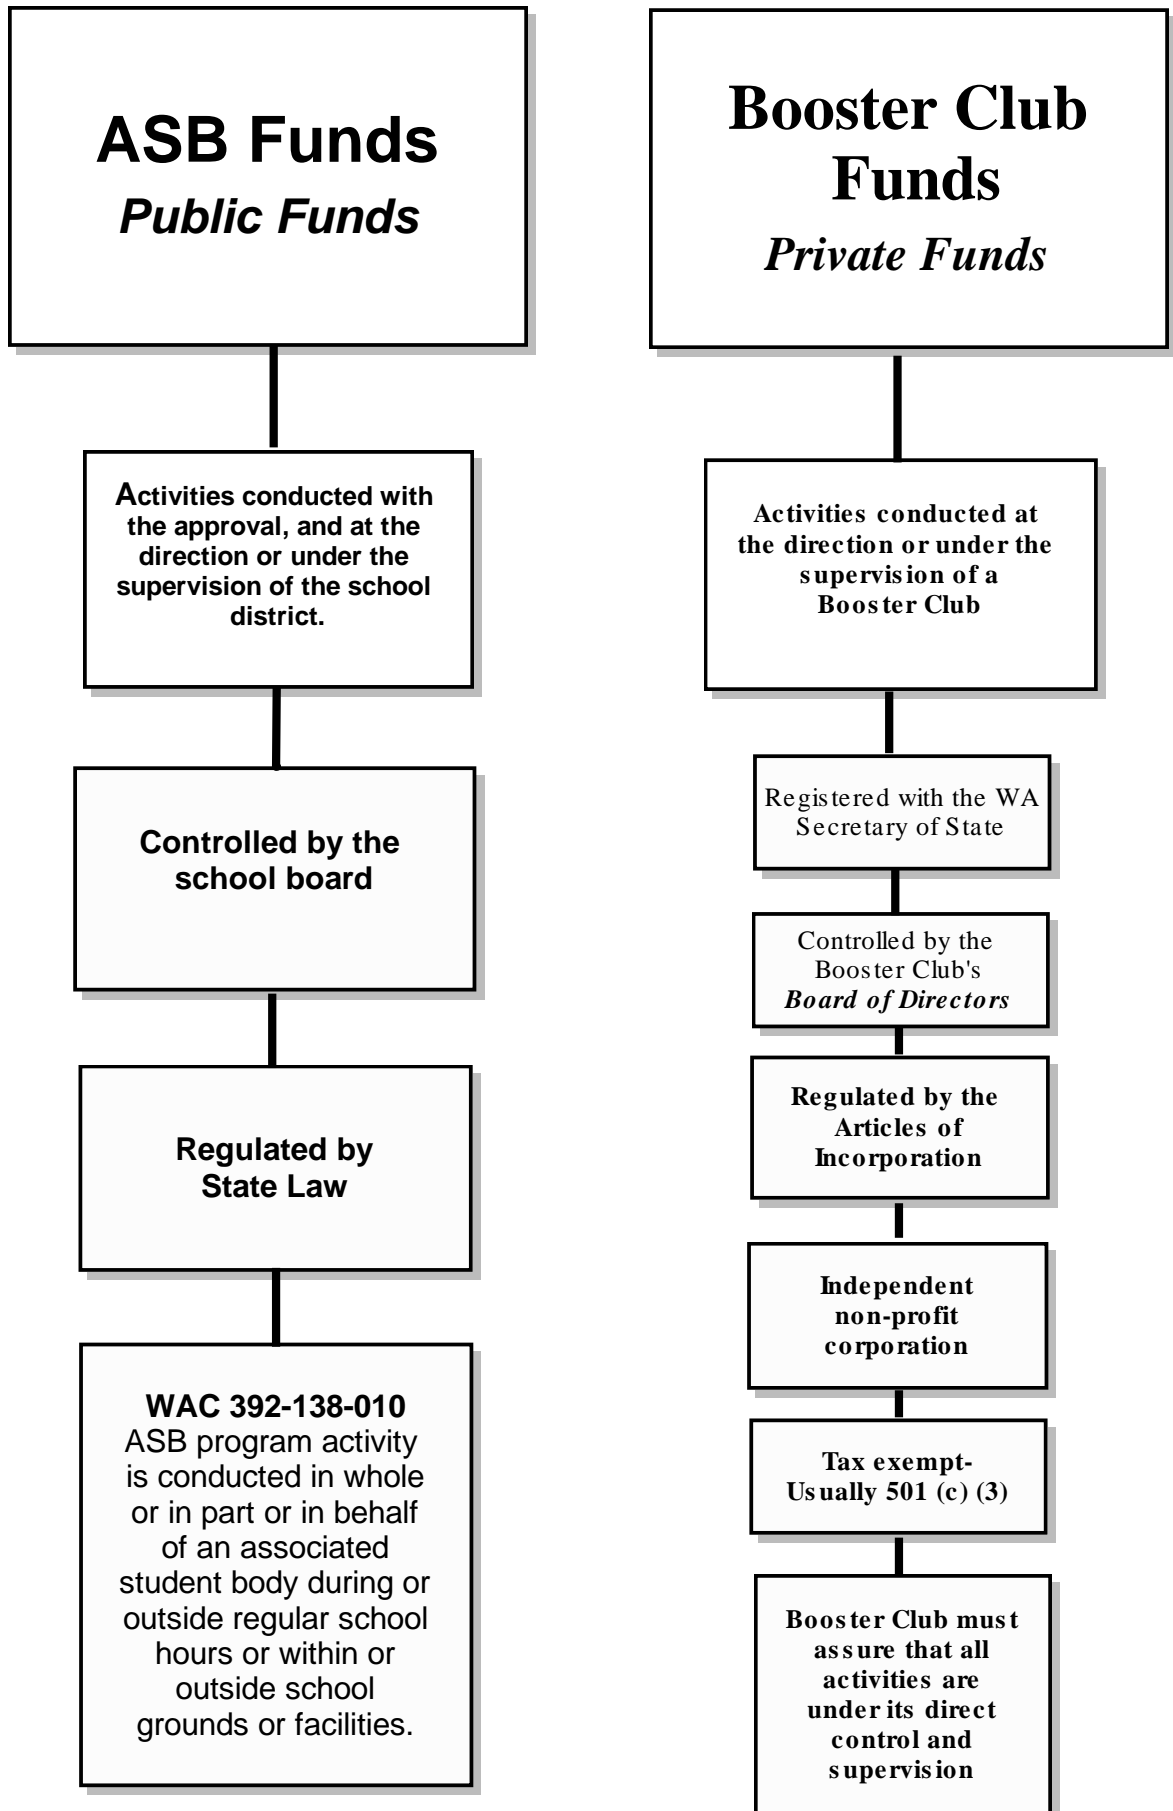 ASB Funds
Public Funds
Activities conducted with
the approval, and at the
direction or under the
supervision of the school
district.
Controlled by the
school board
Regulated by
State Law
WAC 392-138-010
ASB program activity
is conducted in whole
or in part or in behalf
of an associated
student body during or
outside regular school
hours or within or
outside school
grounds or facilities.
Booster Club
Funds
Private Funds
Activities conducted at
the direction or under the
supervision of a
Booster Club
Registered with the WA
Secretary of State
Controlled by the
Booster Club's
Board of Directors
Regulated by the
Articles of
Incorporation
Independent
non-profit
corporation
Tax exempt-
Usually 501 (c) (3)
Booster Club must
assure that all
activities are
under its direct
control and
supervision